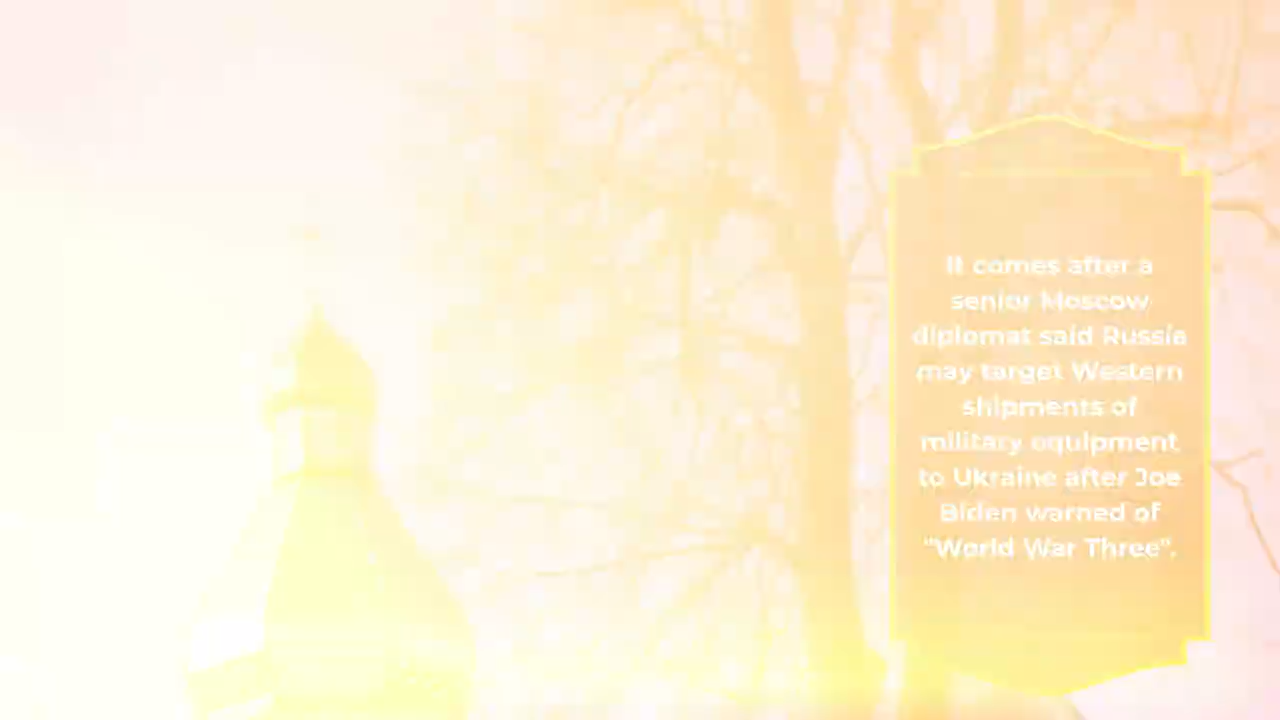 It comes after a
senior Moscow
diplomat said Russia
may target Western
shipments of
military equipment
to Ukraine after Joe
Biden warned of
"World War Three".